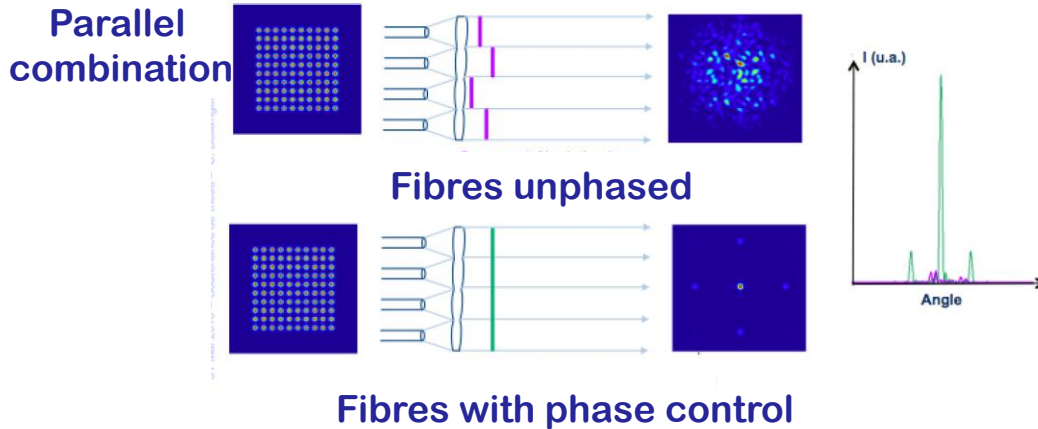 Parallel
combination
I (u.a.)
Fibres unphased
Angle
Fibres with phase control